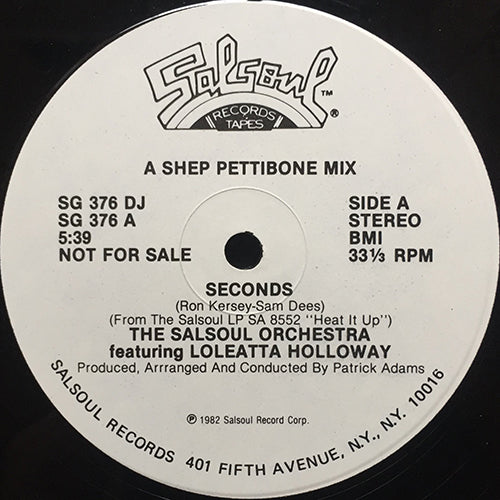 Salsoul ™
RECORDS & TAPES ®
A SHEP PETTIBONE MIX
SG 376 DJ
SG 376 A
5:39
NOT FOR SALE
SIDE A
STEREO
BMI
33⅓ RPM
SECONDS
(Ron Kersey-Sam Dees)
(From The Salsoul LP SA 8552 "Heat It Up")
THE SALSOUL ORCHESTRA
featuring LOLEATTA HOLLOWAY
Produced, Arrranged And Conducted By Patrick Adams
℗ 1982 Salsoul Record Corp.
SALSOUL RECORDS 401 FIFTH AVENUE, N.Y., N.Y. 10016